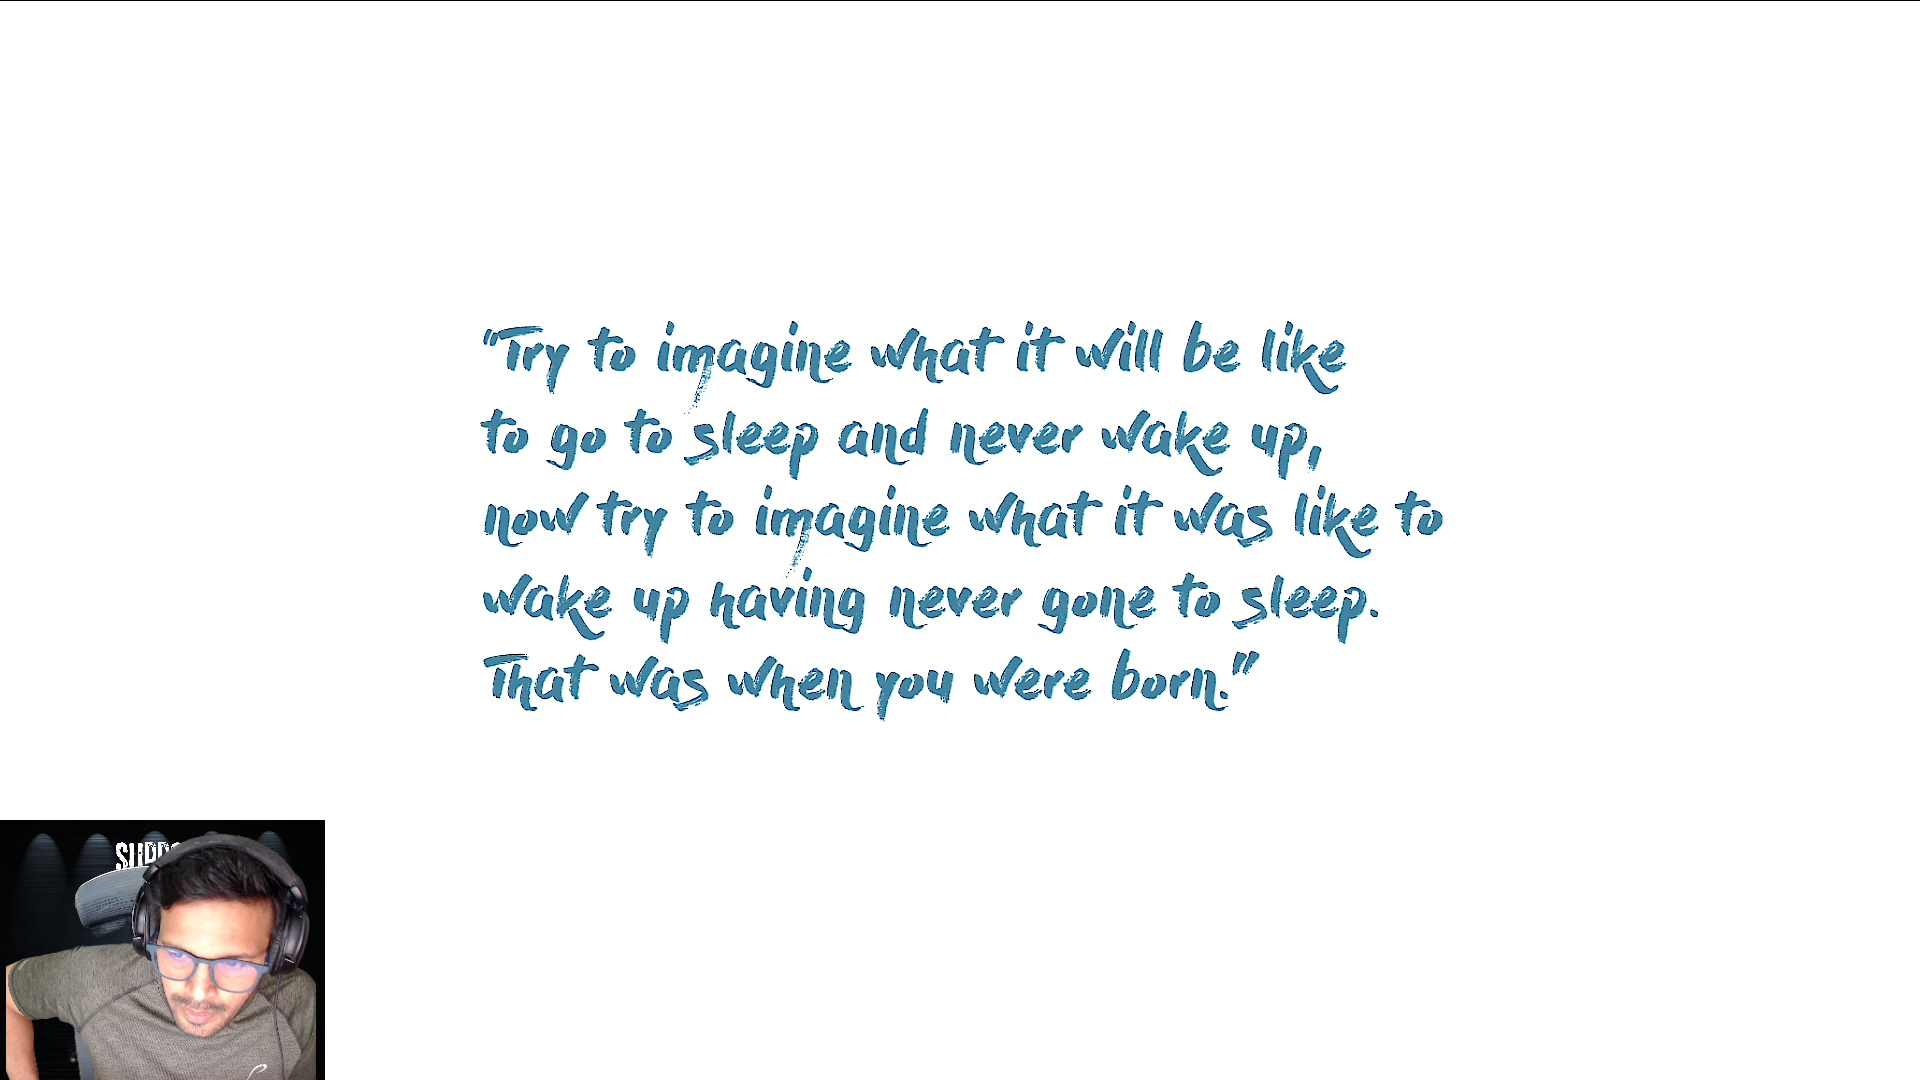 "Try to imagine what it will be like
to go to sleep and never wake up,
now try to imagine what it was like to
wake up having never gone to sleep.
That was when you were born."